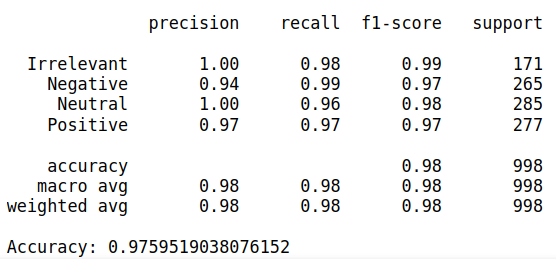 precision recall f1-score support
Irrelevant 1.00 0.98 0.99 171
Negative 0.94 0.99 0.97 265
Neutral 1.00 0.96 0.98 285
Positive 0.97 0.97 0.97 277
accuracy 0.98 998
macro avg 0.98 0.98 0.98 998
weighted avg 0.98 0.98 0.98 998
Accuracy: 0.9759519038076152